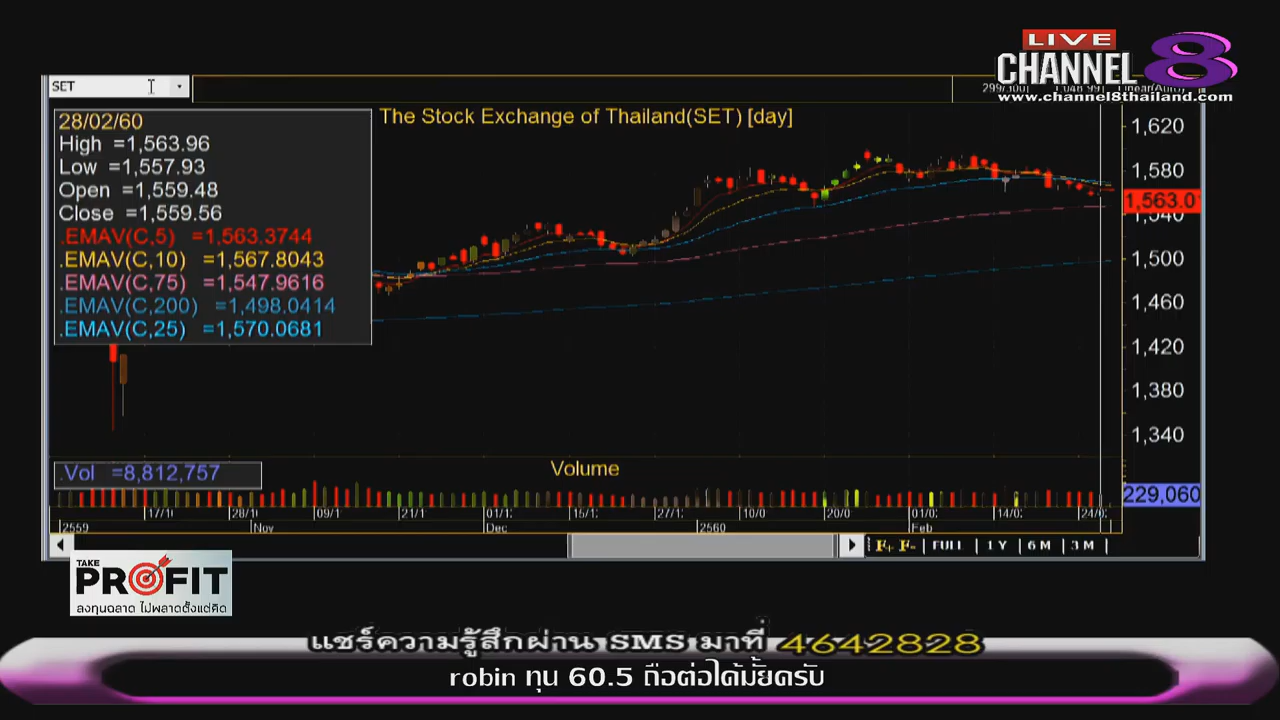 LIVE
CHANNEL 8
www.channel8thailand.com
SET
The Stock Exchange of Thailand(SET) [day]
28/02/60
High =1,563.96
Low =1,557.93
Open =1,559.48
Close =1,559.56
.EMAV(C,5) =1,563.3744
.EMAV(C,10) =1,567.8043
.EMAV(C,75) =1,547.9616
.EMAV(C,200) =1,498.0414
.EMAV(C,25) =1,570.0681
1,620
1,580
1,563.01
1,540
1,500
1,460
1,420
1,380
1,340
.Vol =8,812,757
Volume
229,060
17/1 28/1 09/1 21/1 01/1 15/1 27/1 10/0 20/0 01/0 14/0 24/0
2559 Nov Dec 2560 Feb
F+ F- FULL 1 Y 6 M 3 M
TAKE
PROFIT
ลงทุนฉลาด ไม่พลาดตั้งแต่คิด
แชร์ความรู้สึกผ่าน SMS มาที่ 4642828
robin ทุน 60.5 ถือต่อได้มั้ยครับ